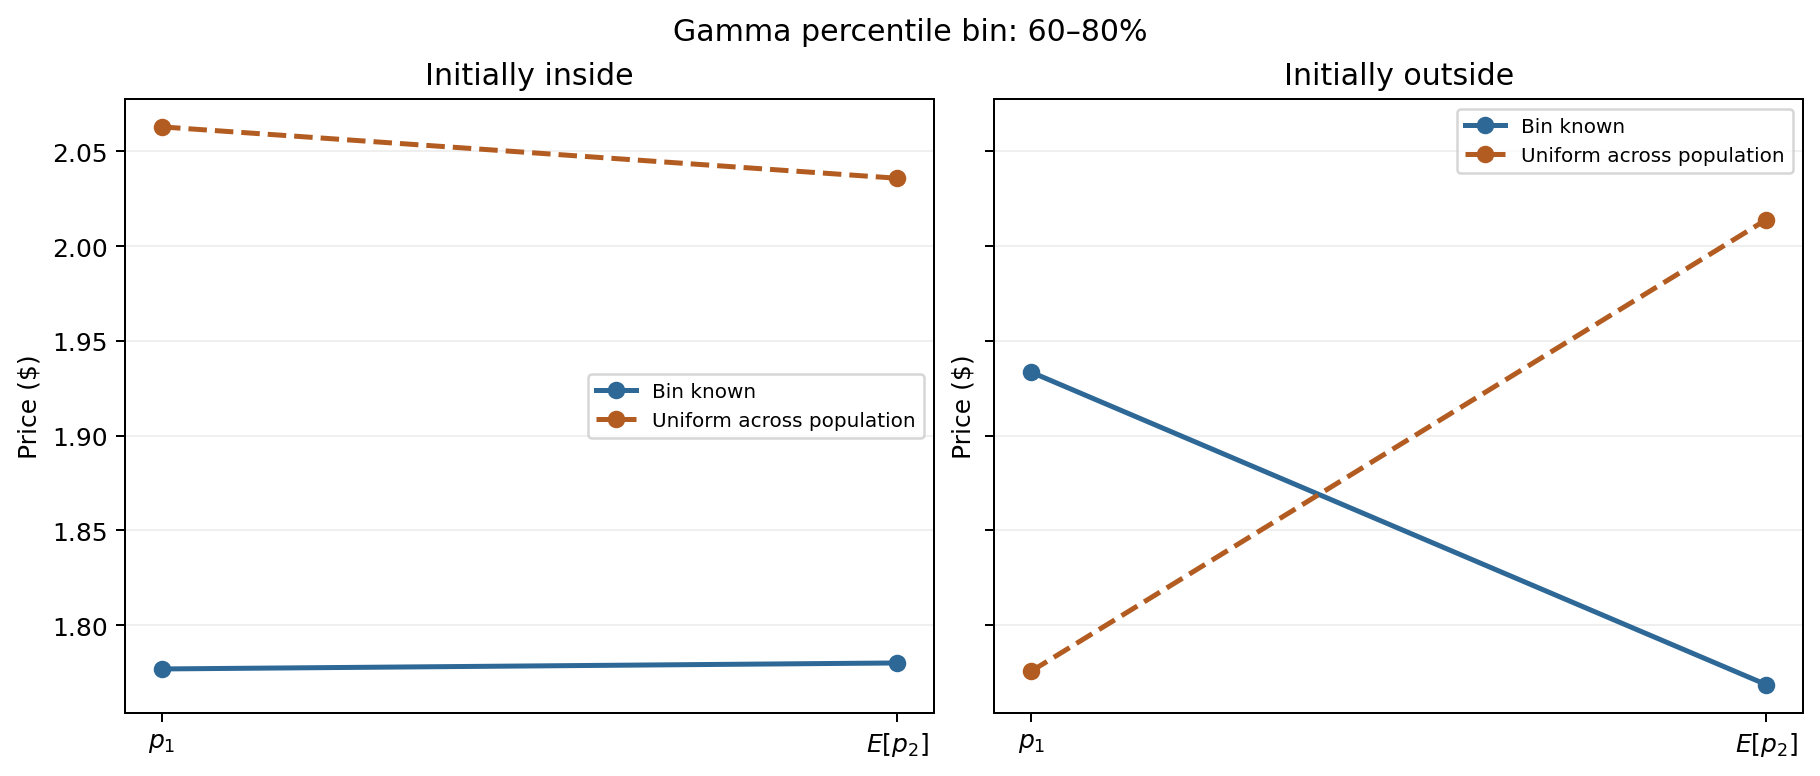 Gamma percentile bin: 60–80%
Initially inside
Price ($)
2.05
2.00
1.95
1.90
1.85
1.80
Bin known
Uniform across population
p₁
E[p₂]
Initially outside
Price ($)
Bin known
Uniform across population
p₁
E[p₂]